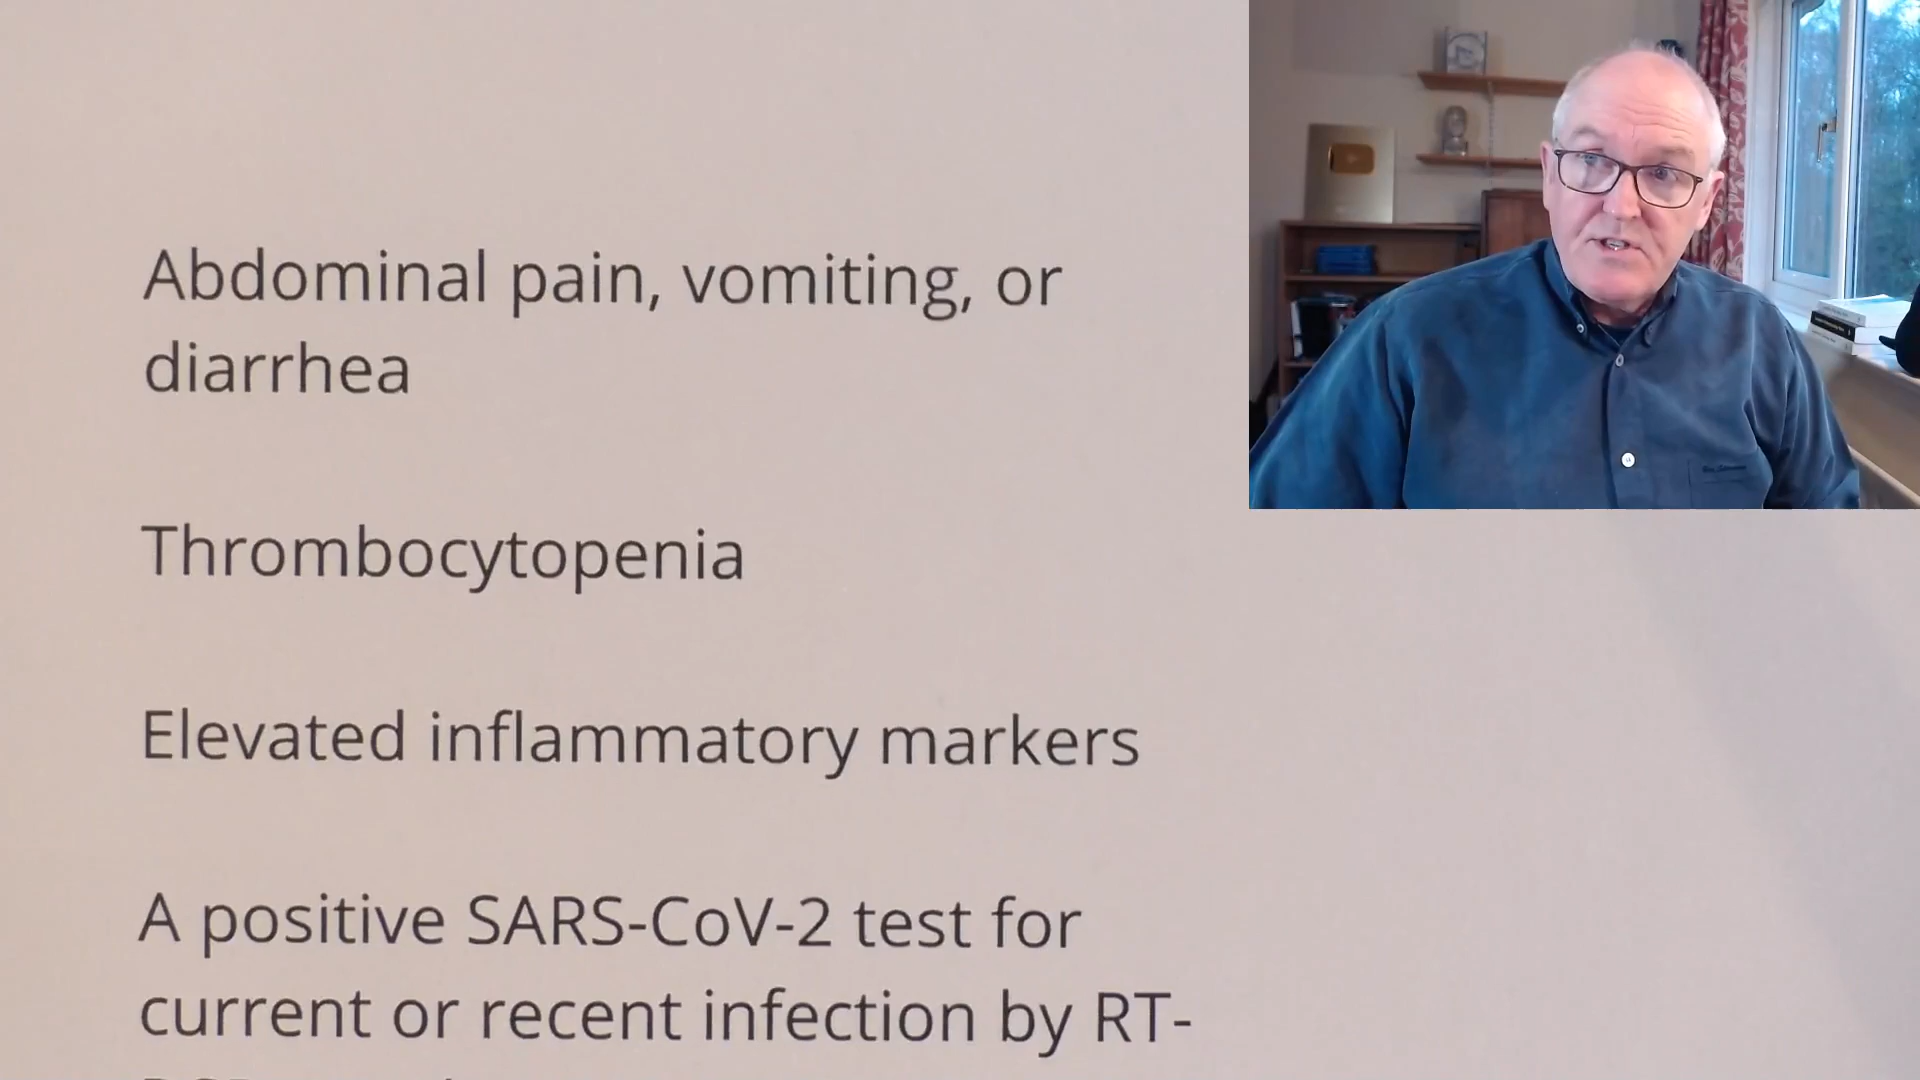 Abdominal pain, vomiting, or
diarrhea
Thrombocytopenia
Elevated inflammatory markers
A positive SARS-CoV-2 test for
current or recent infection by RT-